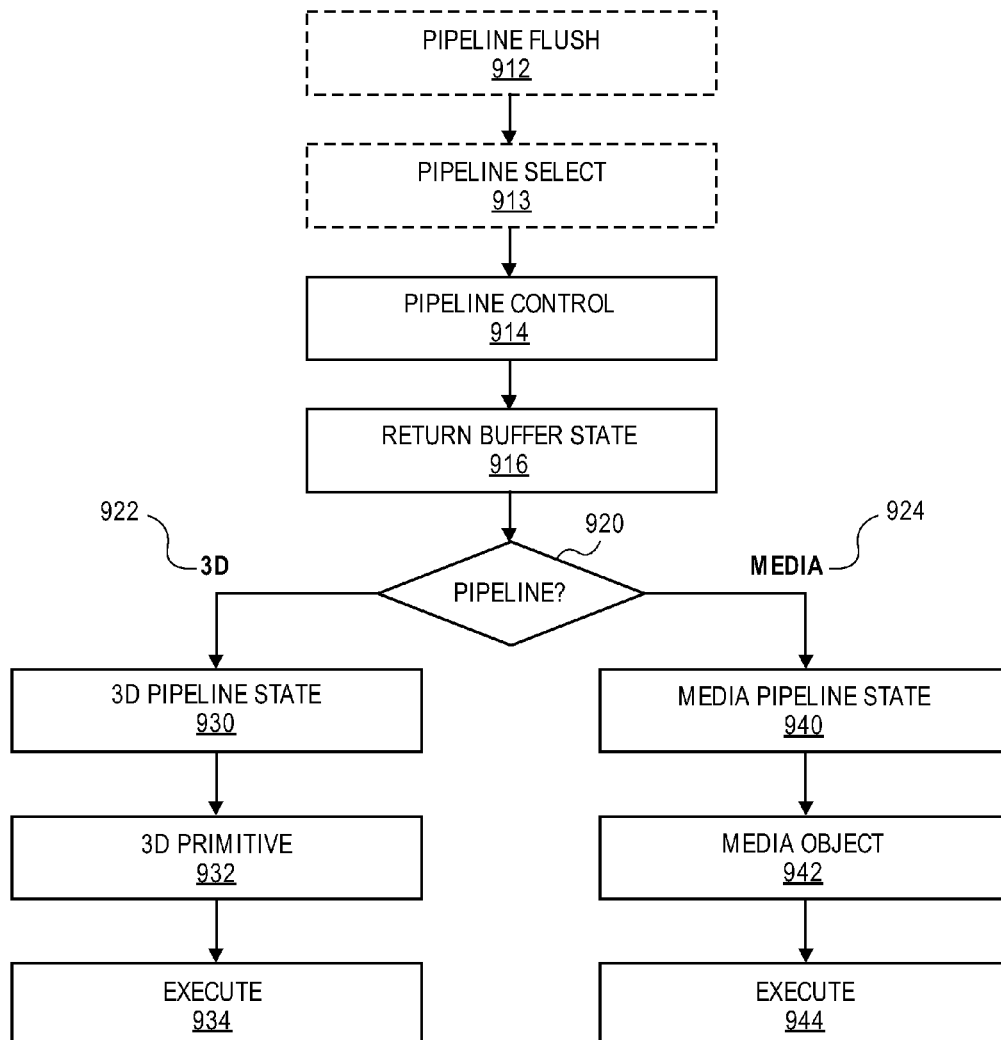 PIPELINE FLUSH
912
PIPELINE SELECT
913
PIPELINE CONTROL
914
RETURN BUFFER STATE
916
922
920
924
3D
MEDIA
PIPELINE?
3D PIPELINE STATE
930
MEDIA PIPELINE STATE
940
3D PRIMITIVE
932
MEDIA OBJECT
942
EXECUTE
934
EXECUTE
944